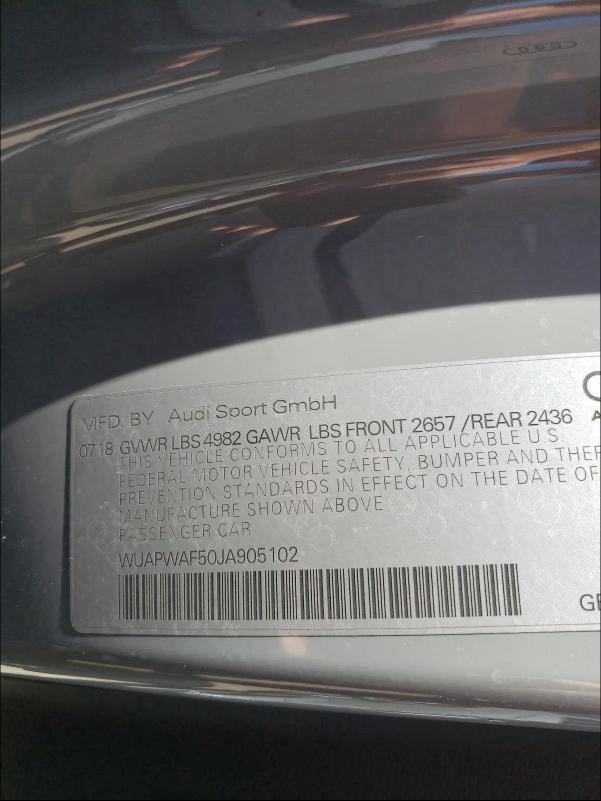 MFD. BY Audi Sport GmbH
07 18 GVWR LBS 4982 GAWR LBS FRONT 2657 /REAR 2436
THIS VEHICLE CONFORMS TO ALL APPLICABLE U S
FEDERAL MOTOR VEHICLE SAFETY, BUMPER AND THEF
PREVENTION STANDARDS IN EFFECT ON THE DATE OF
MANUFACTURE SHOWN ABOVE
PASSENGER CAR
WUAPWAF50JA905102
GE